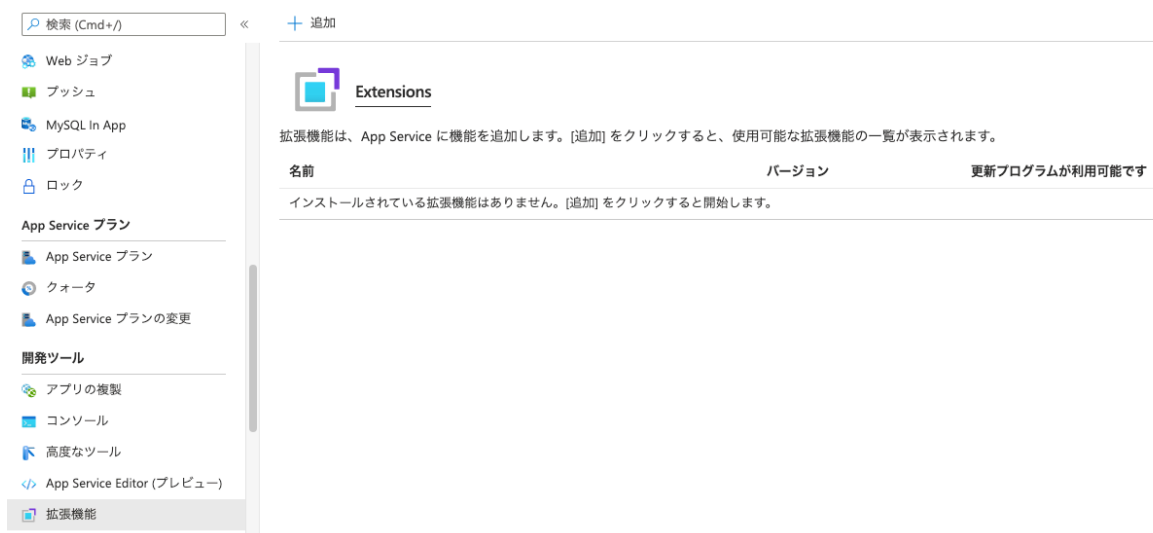 検索 (Cmd+/)
«
Web ジョブ
プッシュ
MySQL In App
プロパティ
ロック
App Service プラン
App Service プラン
クォータ
App Service プランの変更
開発ツール
アプリの複製
コンソール
高度なツール
App Service Editor (プレビュー)
拡張機能
追加
Extensions
拡張機能は、App Service に機能を追加します。[追加] をクリックすると、使用可能な拡張機能の一覧が表示されます。
名前 バージョン 更新プログラムが利用可能です
インストールされている拡張機能はありません。[追加] をクリックすると開始します。